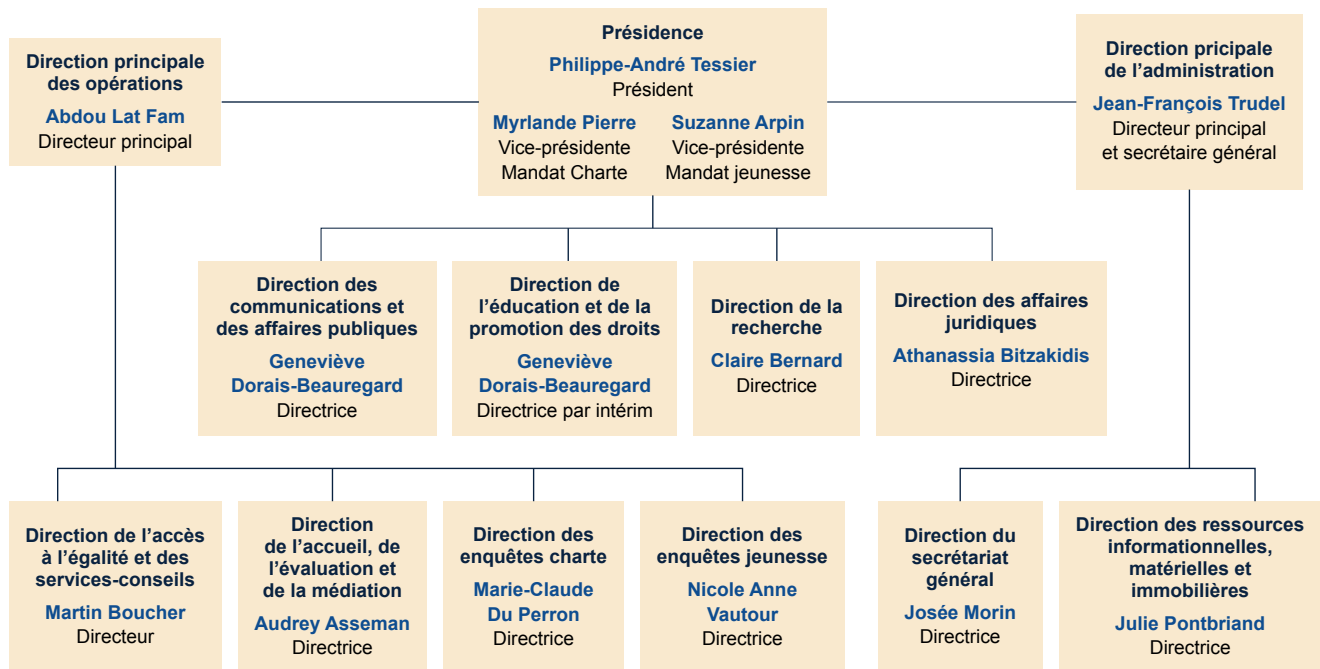 Direction principale
des opérations
Abdou Lat Fam
Directeur principal
Présidence
Philippe-André Tessier
Président
Myrlande Pierre
Vice-présidente
Mandat Charte
Suzanne Arpin
Vice-présidente
Mandat jeunesse
Direction pricipale
de l’administration
Jean-François Trudel
Directeur principal
et secrétaire général
Direction des
communications et
des affaires publiques
Geneviève
Dorais-Beauregard
Directrice
Direction de
l’éducation et de la
promotion des droits
Geneviève
Dorais-Beauregard
Directrice par intérim
Direction de la
recherche
Claire Bernard
Directrice
Direction des affaires
juridiques
Athanassia Bitzakidis
Directrice
Direction de l’accès
à l’égalité et des
services-conseils
Martin Boucher
Directeur
Direction
de l’accueil, de
l’évaluation et
de la médiation
Audrey Asseman
Directrice
Direction des
enquêtes charte
Marie-Claude
Du Perron
Directrice
Direction des
enquêtes jeunesse
Nicole Anne
Vautour
Directrice
Direction du
secrétariat
général
Josée Morin
Directrice
Direction des ressources
informationnelles,
matérielles et
immobilières
Julie Pontbriand
Directrice